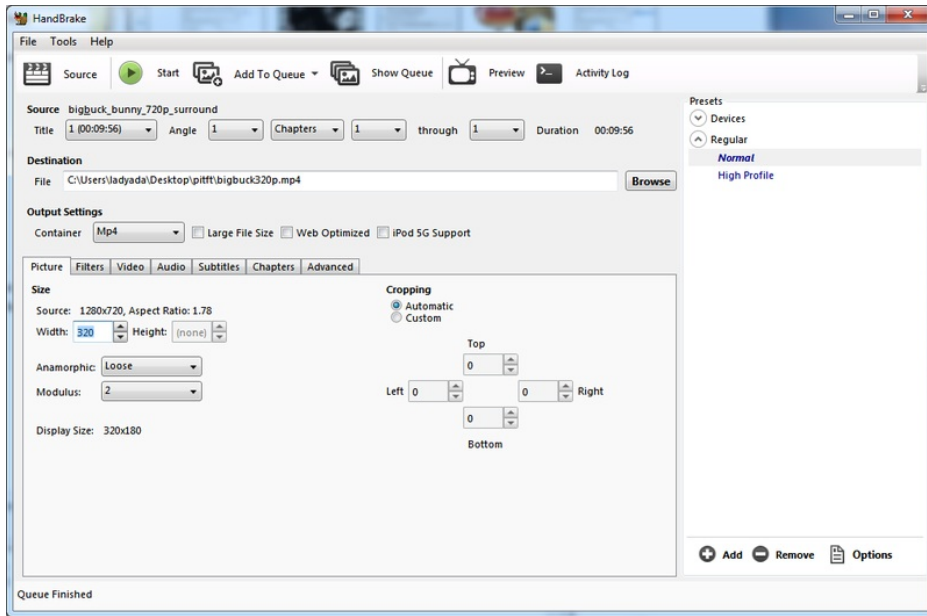 HandBrake
File Tools Help
Source Start Add To Queue Show Queue Preview Activity Log
Source bigbuck_bunny_720p_surround
Title 1 (00:09:56) Angle 1 Chapters 1 through 1 Duration 00:09:56
Destination
File C:\Users\ladyada\Desktop\pitft\bigbuck320p.mp4 Browse
Output Settings
Container Mp4 Large File Size Web Optimized iPod 5G Support
Picture Filters Video Audio Subtitles Chapters Advanced
Size
Source: 1280x720, Aspect Ratio: 1.78
Width: 320 Height: (none)
Anamorphic: Loose
Modulus: 2
Display Size: 320x180
Cropping
Automatic
Custom
Top
0
Left 0 0 Right
0
Bottom
Presets
Devices
Regular
Normal
High Profile
Add Remove Options
Queue Finished